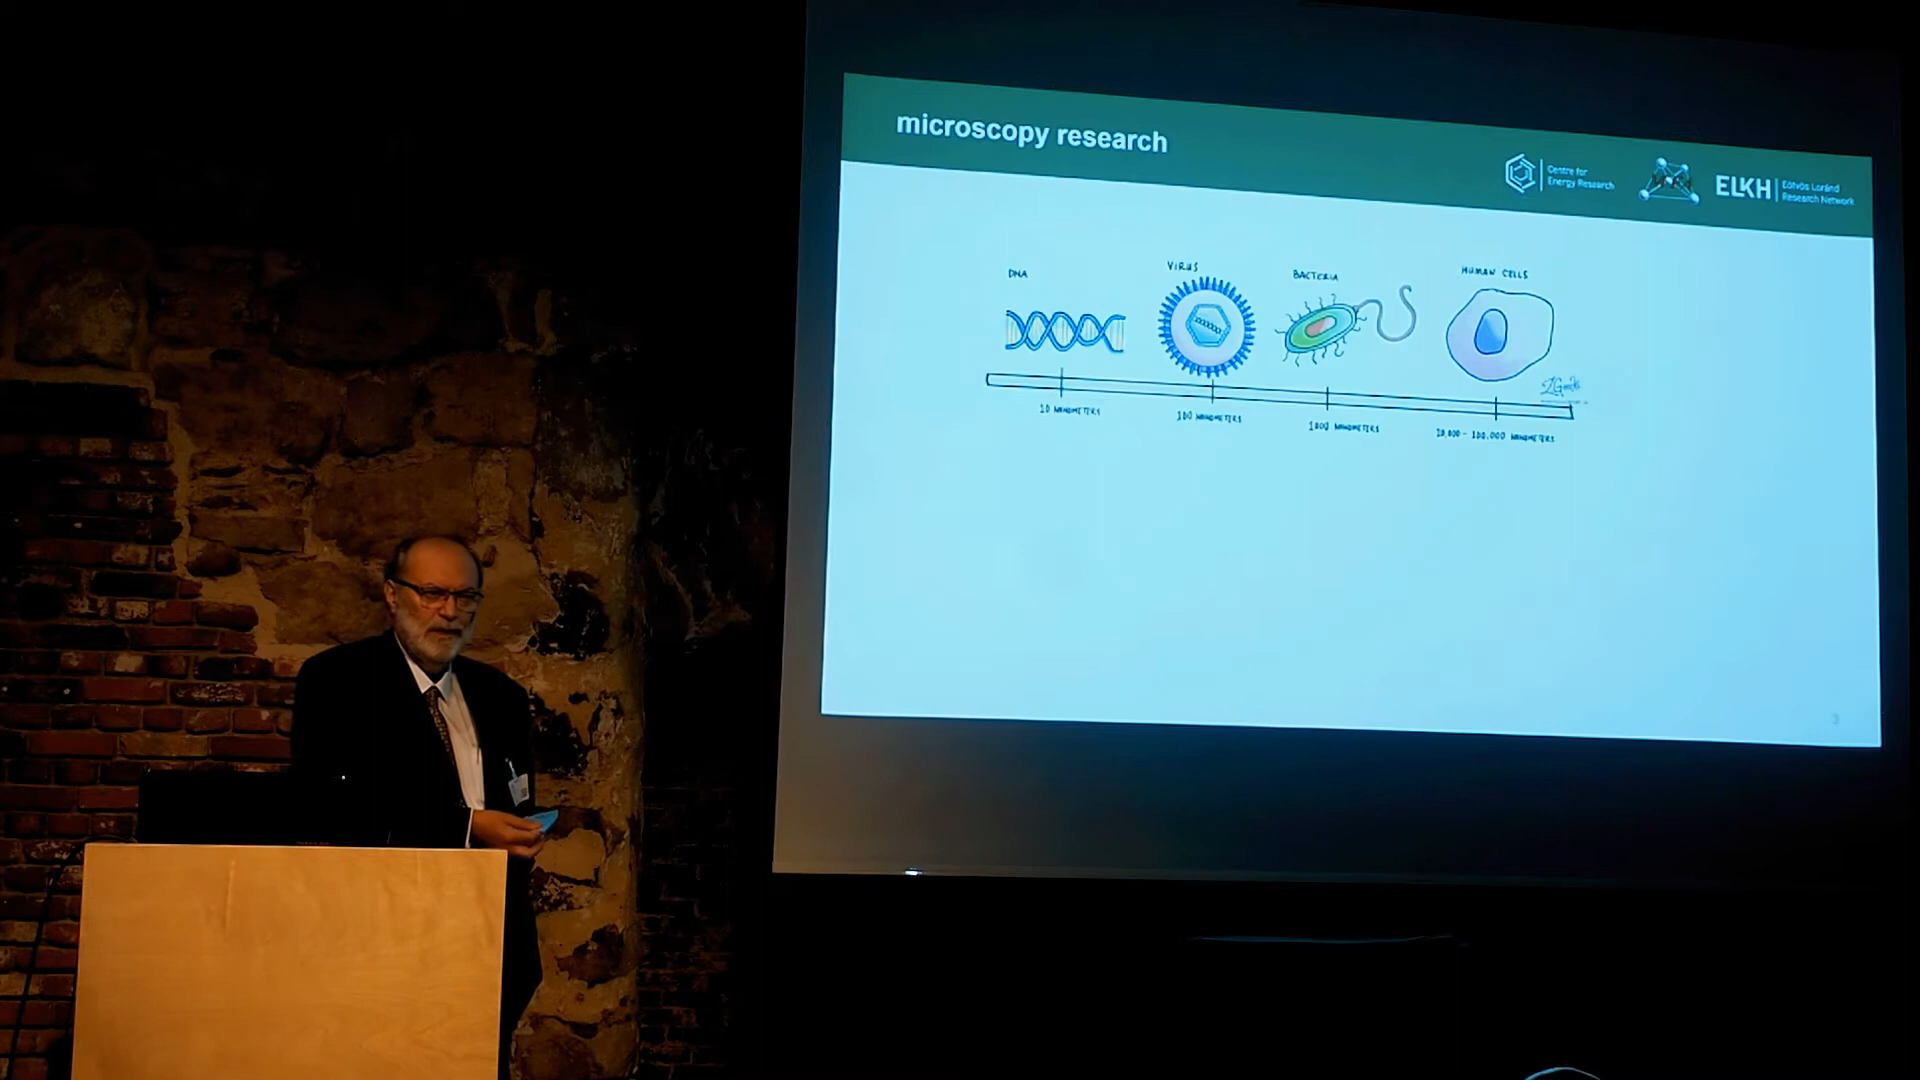 microscopy research
Centre for
Energy Research
ELKH
Eötvös Loránd
Research Network
DNA
VIRUS
BACTERIA
HUMAN CELLS
10 NANOMETERS
100 NANOMETERS
1000 NANOMETERS
10,000 - 100,000 NANOMETERS
3